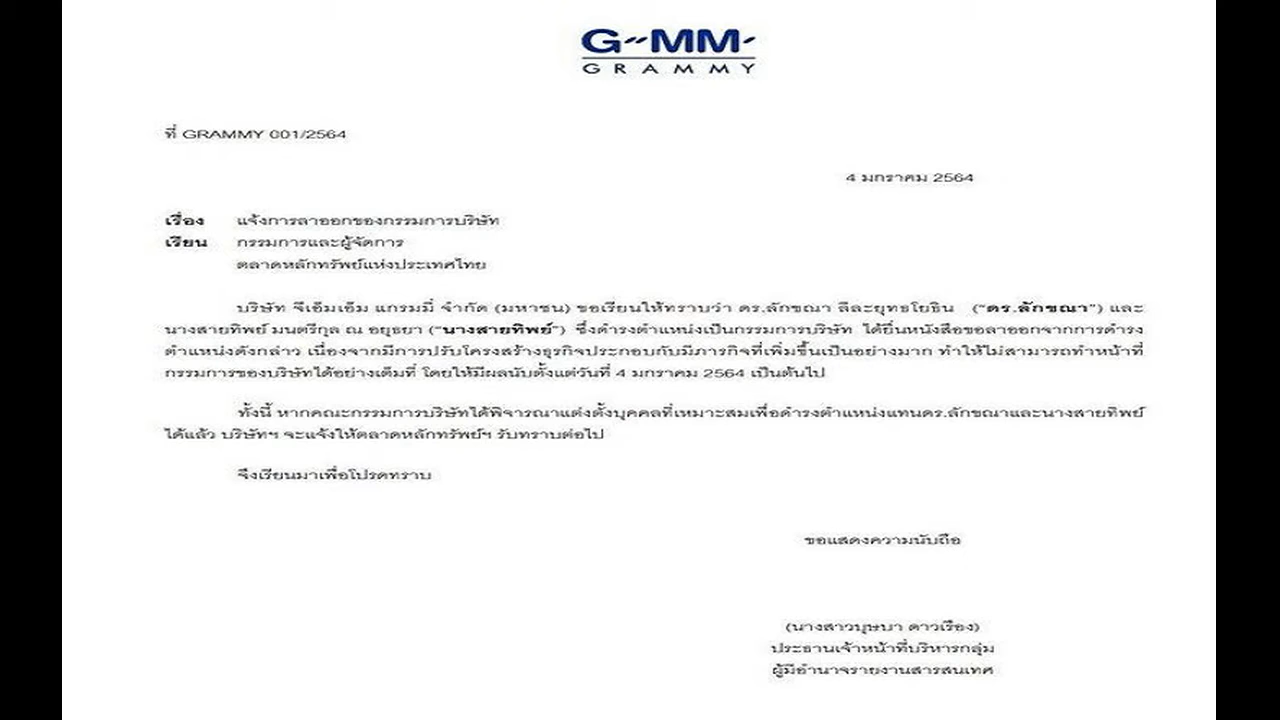 G"MM'
GRAMMY
ที่ GRAMMY 001/2564
4 มกราคม 2564
เรื่อง แจ้งการลาออกของกรรมการบริษัท
เรียน กรรมการและผู้จัดการ
ตลาดหลักทรัพย์แห่งประเทศไทย
บริษัท จีเอ็มเอ็ม แกรมมี่ จำกัด (มหาชน) ขอเรียนให้ทราบว่า ดร.ลักขณา ลีละยุทธโยธิน ("ดร.ลักขณา") และ
นางสายทิพย์ มนตรีกุล ณ อยุธยา ("นางสายทิพย์") ซึ่งดำรงตำแหน่งเป็นกรรมการบริษัท ได้ยื่นหนังสือขอลาออกจากการดำรง
ตำแหน่งดังกล่าว เนื่องจากมีการปรับโครงสร้างธุรกิจประกอบกับมีภารกิจที่เพิ่มขึ้นเป็นอย่างมาก ทำให้ไม่สามารถทำหน้าที่
กรรมการของบริษัทได้อย่างเต็มที่ โดยให้มีผลนับตั้งแต่วันที่ 4 มกราคม 2564 เป็นต้นไป
ทั้งนี้ หากคณะกรรมการบริษัทได้พิจารณาแต่งตั้งบุคคลที่เหมาะสมเพื่อดำรงตำแหน่งแทนดร.ลักขณาและนางสายทิพย์
ได้แล้ว บริษัทฯ จะแจ้งให้ตลาดหลักทรัพย์ฯ รับทราบต่อไป
จึงเรียนมาเพื่อโปรดทราบ
ขอแสดงความนับถือ
(นางสาวบุษบา ดาวเรือง)
ประธานเจ้าหน้าที่บริหารกลุ่ม
ผู้มีอำนาจรายงานสารสนเทศ